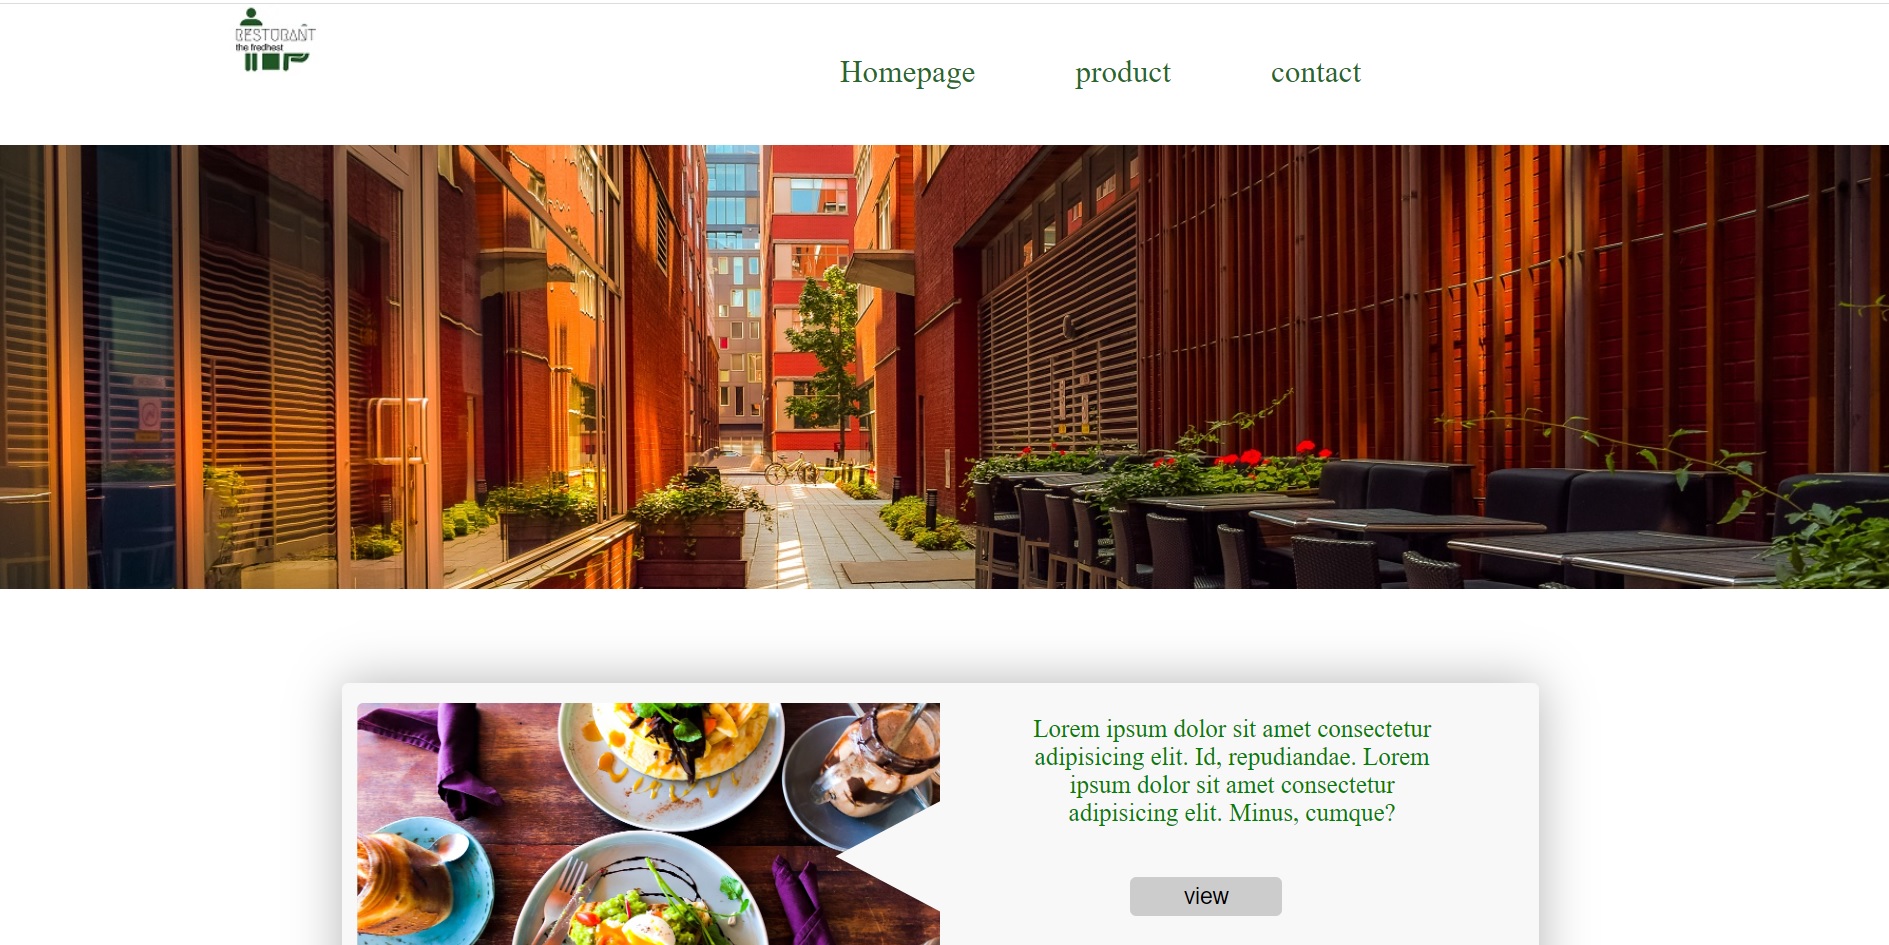 RESTURANT
the fredhest
Homepage product contact
Lorem ipsum dolor sit amet consectetur
adipisicing elit. Id, repudiandae. Lorem
ipsum dolor sit amet consectetur
adipisicing elit. Minus, cumque?
view